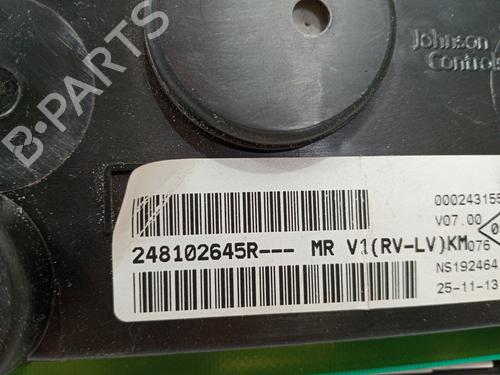 B-PARTS
Johnson
Controls
000243155
V07.00
248102645R--- MR V1(RV-LV)KM
076
NS192464
25-11-13